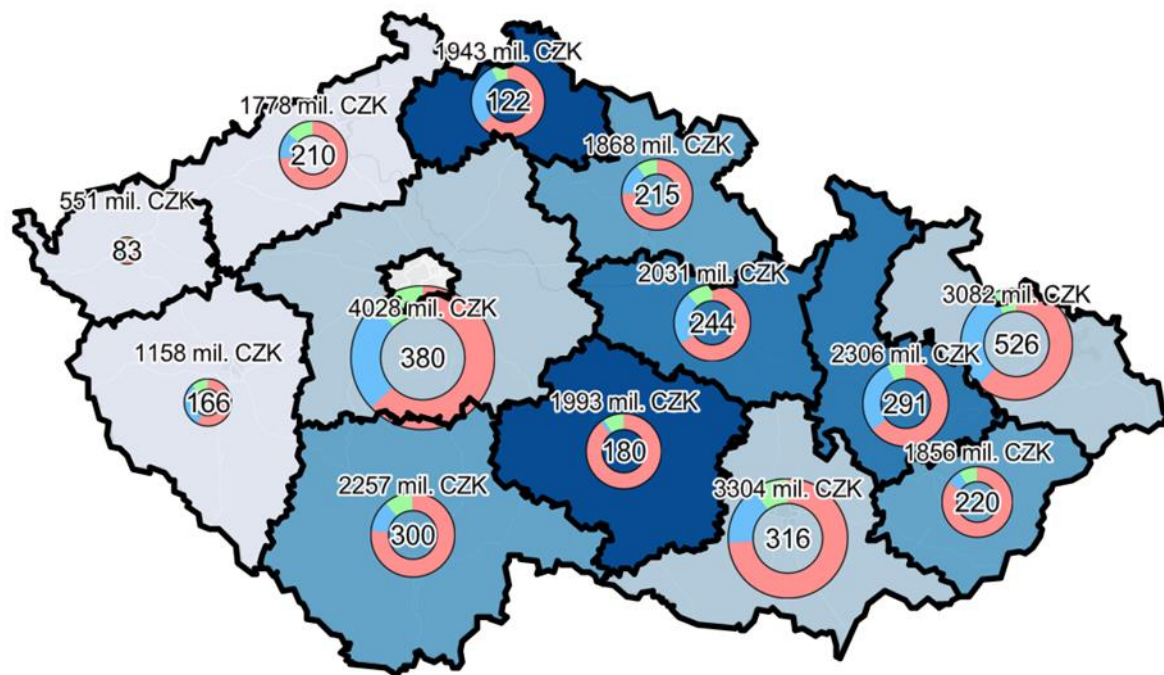 1943 mil. CZK
122
1778 mil. CZK
210
1868 mil. CZK
215
551 mil. CZK
83
2031 mil. CZK
244
4028 mil. CZK
380
3082 mil. CZK
526
1158 mil. CZK
166
2306 mil. CZK
291
1993 mil. CZK
180
1856 mil. CZK
220
2257 mil. CZK
300
3304 mil. CZK
316